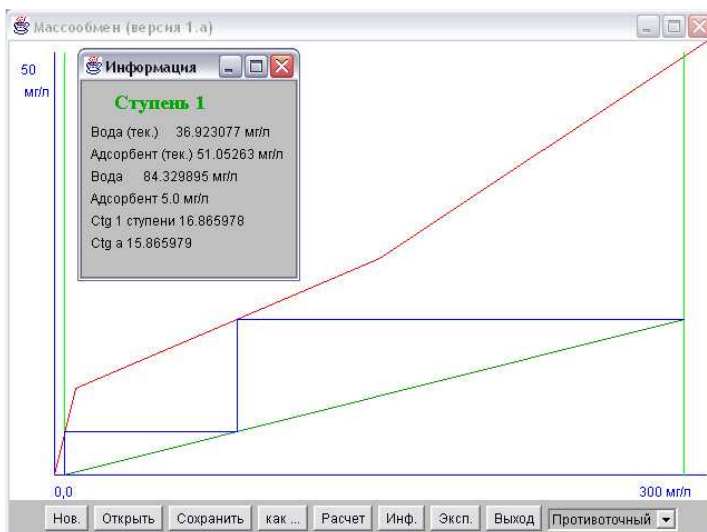 Массообмен (версия 1.a)
50
мг/л
Информация
Ступень 1
Вода (тек.) 36.923077 мг/л
Адсорбент (тек.) 51.05263 мг/л
Вода 84.329895 мг/л
Адсорбент 5.0 мг/л
Ctg 1 ступени 16.865978
Ctg a 15.865979
0,0
300 мг/л
Нов. Открыть Сохранить как ... Расчет Инф. Эксп. Выход Противоточный